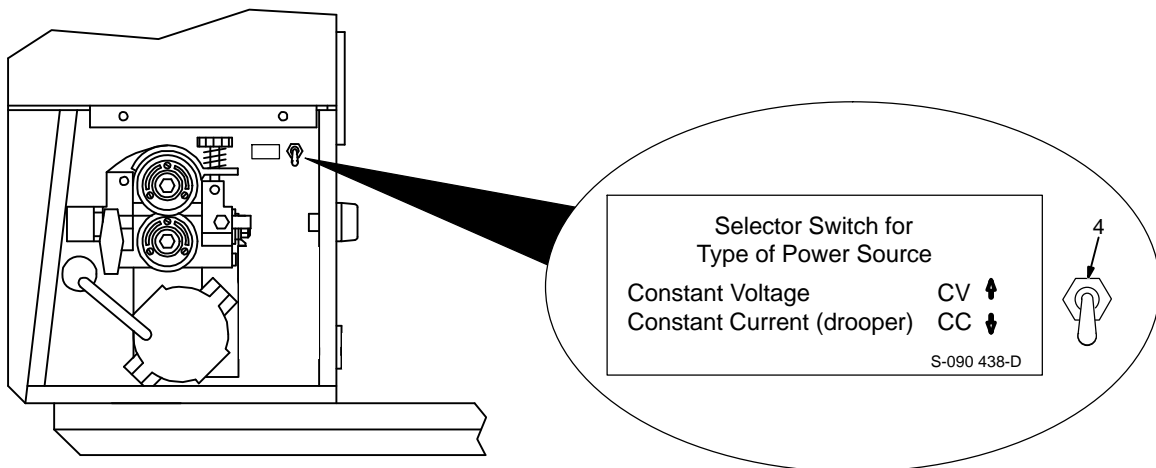 Selector Switch for
Type of Power Source
Constant Voltage CV
Constant Current (drooper) CC
S-090 438-D
4